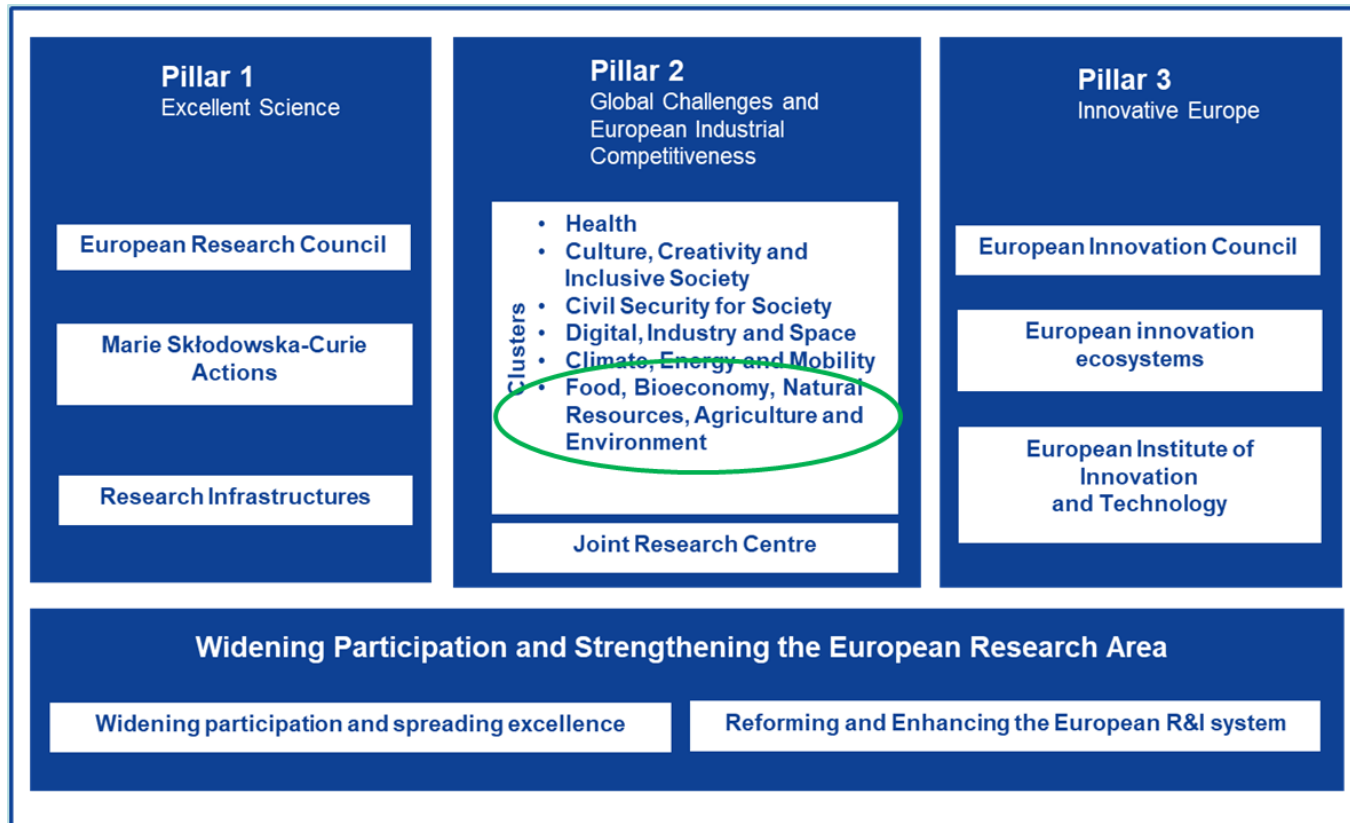 Pillar 1
Excellent Science
European Research Council
Marie Skłodowska-Curie
Actions
Research Infrastructures
Pillar 2
Global Challenges and
European Industrial
Competitiveness
Clusters
• Health
• Culture, Creativity and
Inclusive Society
• Civil Security for Society
• Digital, Industry and Space
• Climate, Energy and Mobility
• Food, Bioeconomy, Natural
Resources, Agriculture and
Environment
Joint Research Centre
Pillar 3
Innovative Europe
European Innovation Council
European innovation
ecosystems
European Institute of
Innovation
and Technology
Widening Participation and Strengthening the European Research Area
Widening participation and spreading excellence
Reforming and Enhancing the European R&I system